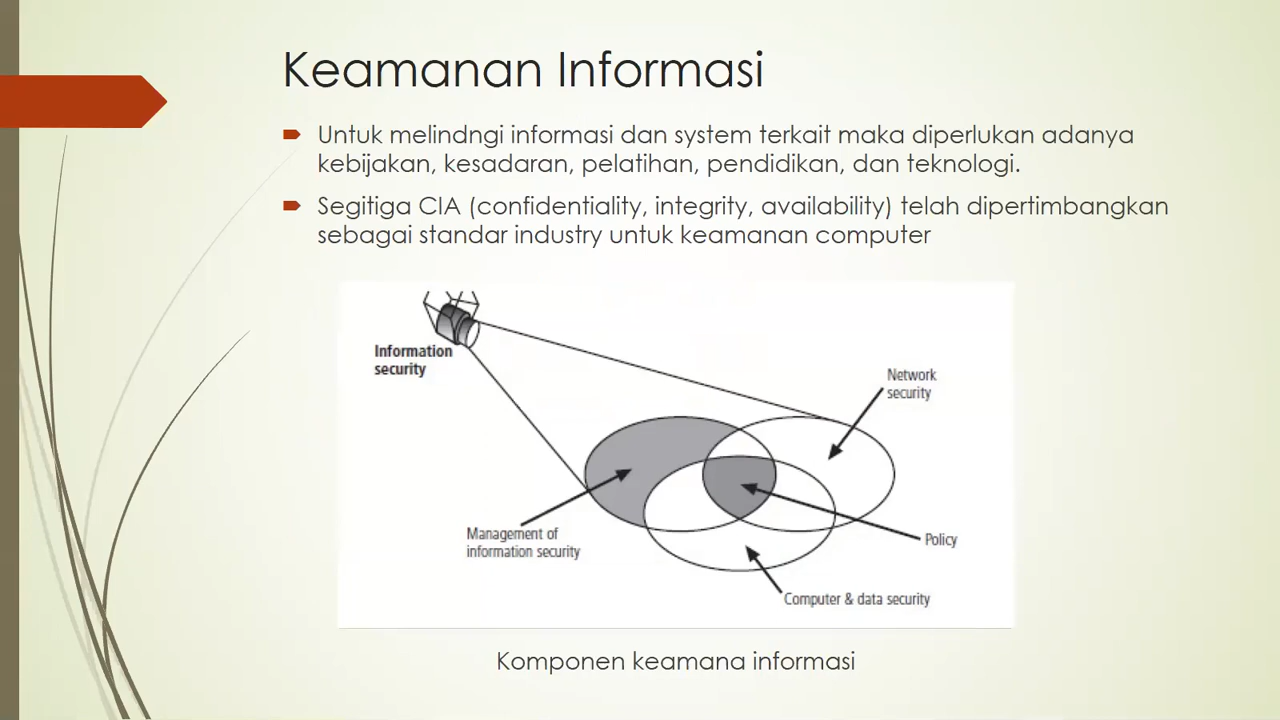 Keamanan Informasi
Untuk melindngi informasi dan system terkait maka diperlukan adanya
kebijakan, kesadaran, pelatihan, pendidikan, dan teknologi.
Segitiga CIA (confidentiality, integrity, availability) telah dipertimbangkan
sebagai standar industry untuk keamanan computer
Information
security
Network
security
Management of
information security
Policy
Computer & data security
Komponen keamana informasi